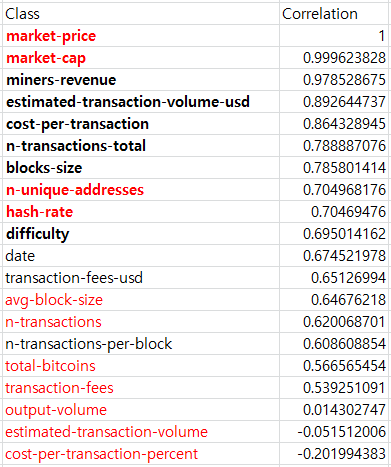 Class Correlation
market-price 1
market-cap 0.999623828
miners-revenue 0.978528675
estimated-transaction-volume-usd 0.892644737
cost-per-transaction 0.864328945
n-transactions-total 0.788887076
blocks-size 0.785801414
n-unique-addresses 0.704968176
hash-rate 0.70469476
difficulty 0.695014162
date 0.674521978
transaction-fees-usd 0.65126994
avg-block-size 0.64676218
n-transactions 0.620068701
n-transactions-per-block 0.608608854
total-bitcoins 0.566565454
transaction-fees 0.539251091
output-volume 0.014302747
estimated-transaction-volume -0.051512006
cost-per-transaction-percent -0.201994383